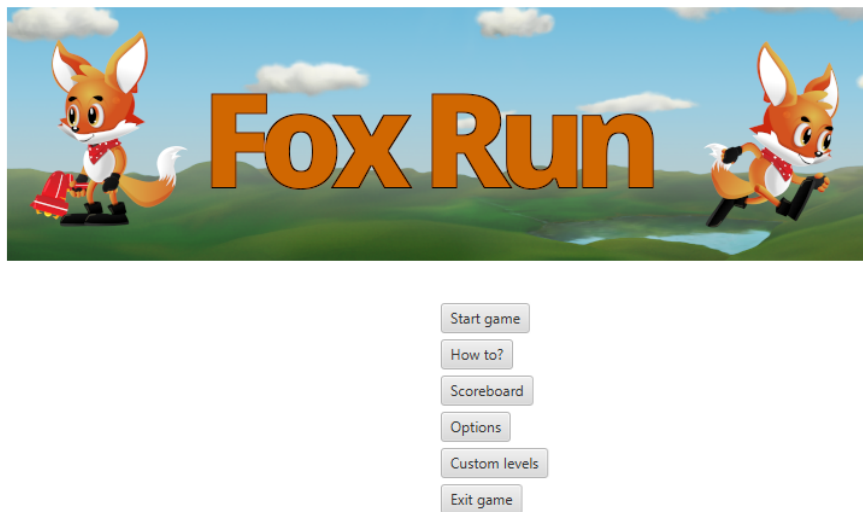 Fox Run
Start game
How to?
Scoreboard
Options
Custom levels
Exit game